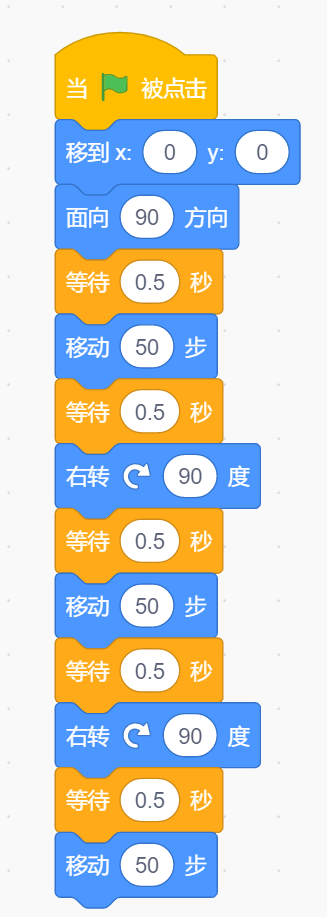 当 被点击
移到 x: 0 y: 0
面向 90 方向
等待 0.5 秒
移动 50 步
等待 0.5 秒
右转 90 度
等待 0.5 秒
移动 50 步
等待 0.5 秒
右转 90 度
等待 0.5 秒
移动 50 步